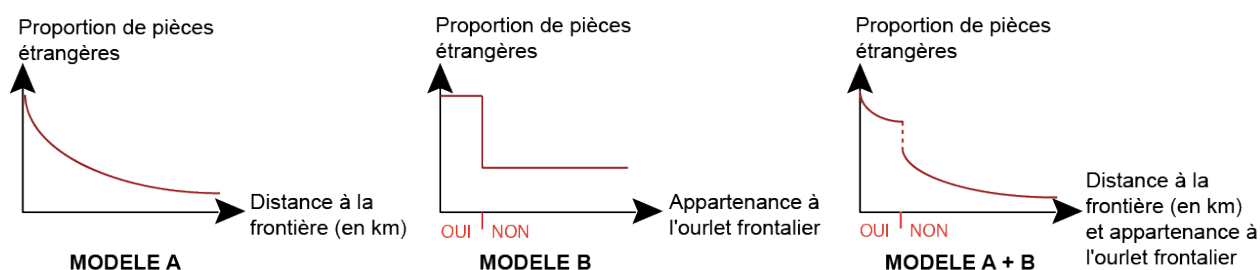 Proportion de pièces
étrangères
Distance à la
frontière (en km)
MODELE A
Proportion de pièces
étrangères
Appartenance à
l'ourlet frontalier
OUI NON
MODELE B
Proportion de pièces
étrangères
Distance à la
frontière (en km)
et appartenance à
l'ourlet frontalier
OUI NON
MODELE A + B